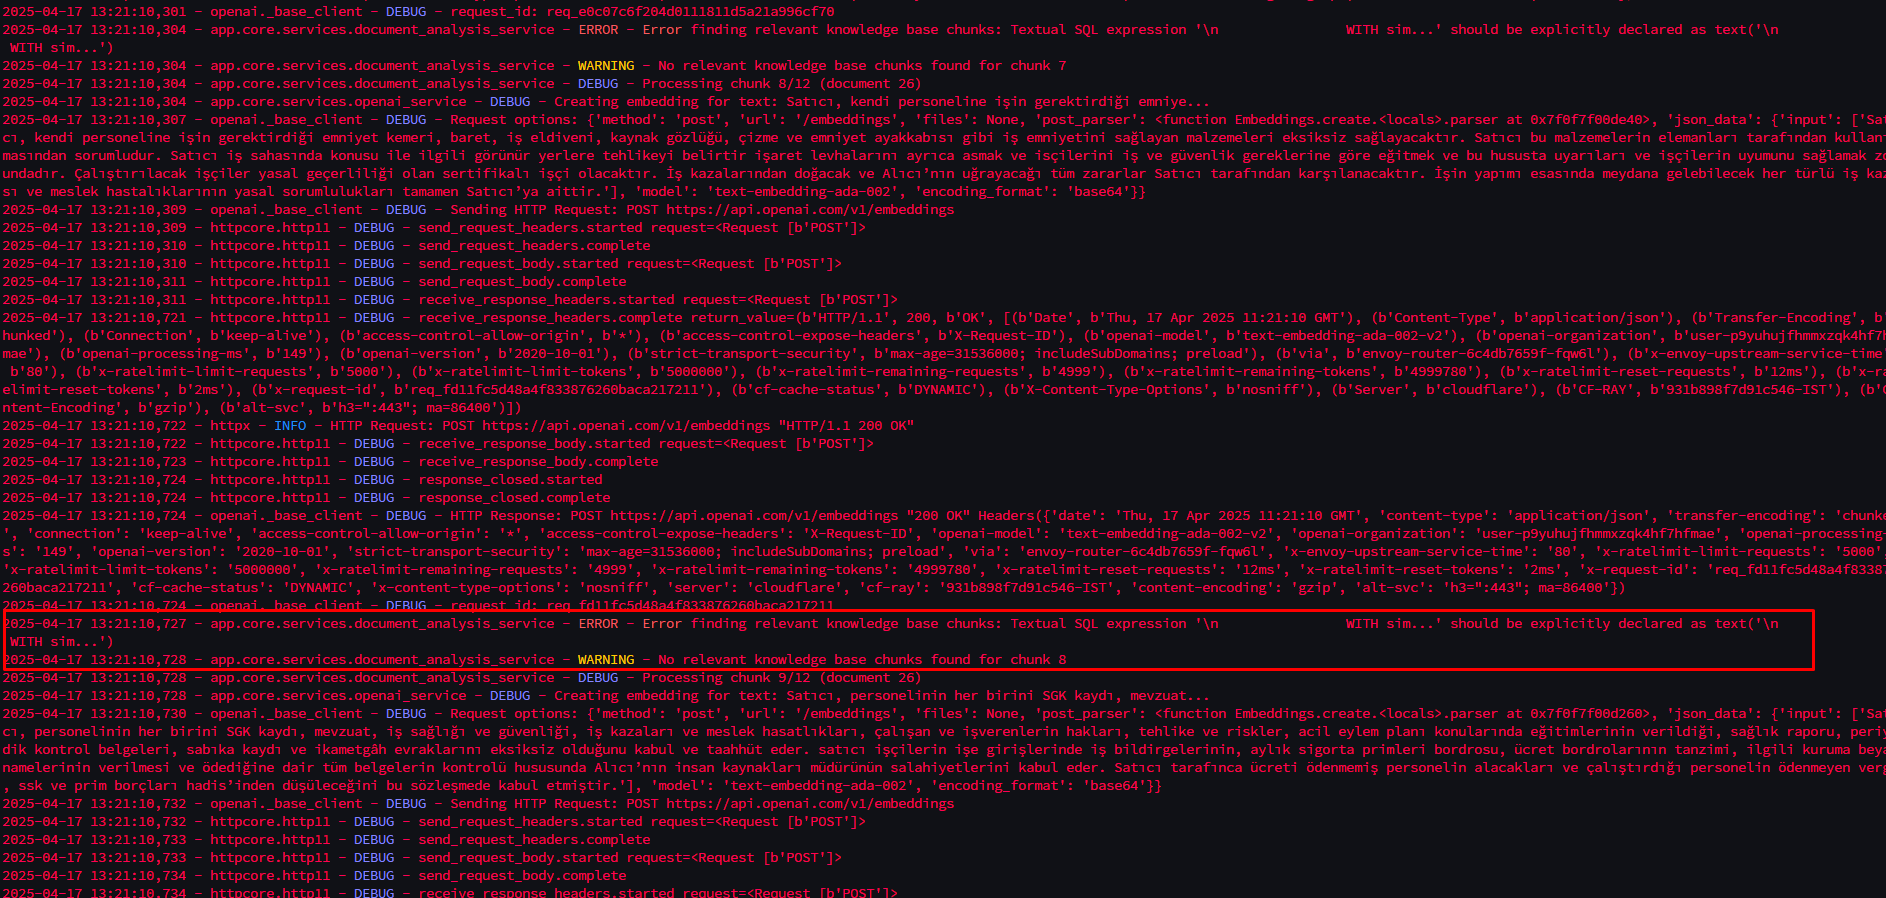 2025-04-17 13:21:10,301 - openai._base_client - DEBUG - request_id: req_e0c07c6f204d0111811d5a21a996cf70
2025-04-17 13:21:10,304 - app.core.services.document_analysis_service - ERROR - Error finding relevant knowledge base chunks: Textual SQL expression '\n                WITH sim...' should be explicitly declared as text('\n
 WITH sim...')
2025-04-17 13:21:10,304 - app.core.services.document_analysis_service - WARNING - No relevant knowledge base chunks found for chunk 7
2025-04-17 13:21:10,304 - app.core.services.document_analysis_service - DEBUG - Processing chunk 8/12 (document 26)
2025-04-17 13:21:10,304 - app.core.services.openai_service - DEBUG - Creating embedding for text: Satıcı, kendi personeline işin gerektirdiği emniye...
2025-04-17 13:21:10,307 - openai._base_client - DEBUG - Request options: {'method': 'post', 'url': '/embeddings', 'files': None, 'post_parser': <function Embeddings.create.<locals>.parser at 0x7f0f7f00de40>, 'json_data': {'input': ['Sat
cı, kendi personeline işin gerektirdiği emniyet kemeri, baret, iş eldiveni, kaynak gözlüğü, çizme ve emniyet ayakkabısı gibi iş emniyetini sağlayan malzemeleri eksiksiz sağlayacaktır. Satıcı bu malzemelerin elemanları tarafından kullan
masından sorumludur. Satıcı iş sahasında konusu ile ilgili görünür yerlere tehlikeyi belirtir işaret levhalarını ayrıca asmak ve isçilerini iş ve güvenlik gereklerine göre eğitmek ve bu hususta uyarıları ve işçilerin uyumunu sağlamak zo
undadır. Çalıştırılacak işçiler yasal geçerliliği olan sertifikalı işçi olacaktır. İş kazalarından doğacak ve Alıcı’nın uğrayacağı tüm zararlar Satıcı tarafından karşılanacaktır. İşin yapımı esasında meydana gelebilecek her türlü iş kaz
sı ve meslek hastalıklarının yasal sorumlulukları tamamen Satıcı’ya aittir.'], 'model': 'text-embedding-ada-002', 'encoding_format': 'base64'}}
2025-04-17 13:21:10,309 - openai._base_client - DEBUG - Sending HTTP Request: POST https://api.openai.com/v1/embeddings
2025-04-17 13:21:10,309 - httpcore.http11 - DEBUG - send_request_headers.started request=<Request [b'POST']>
2025-04-17 13:21:10,310 - httpcore.http11 - DEBUG - send_request_headers.complete
2025-04-17 13:21:10,310 - httpcore.http11 - DEBUG - send_request_body.started request=<Request [b'POST']>
2025-04-17 13:21:10,311 - httpcore.http11 - DEBUG - send_request_body.complete
2025-04-17 13:21:10,311 - httpcore.http11 - DEBUG - receive_response_headers.started request=<Request [b'POST']>
2025-04-17 13:21:10,721 - httpcore.http11 - DEBUG - receive_response_headers.complete return_value=(b'HTTP/1.1', 200, b'OK', [(b'Date', b'Thu, 17 Apr 2025 11:21:10 GMT'), (b'Content-Type', b'application/json'), (b'Transfer-Encoding', b'
hunked'), (b'Connection', b'keep-alive'), (b'access-control-allow-origin', b'*'), (b'access-control-expose-headers', b'X-Request-ID'), (b'openai-model', b'text-embedding-ada-002-v2'), (b'openai-organization', b'user-p9yuhujfhmmxzqk4hf7h
mae'), (b'openai-processing-ms', b'149'), (b'openai-version', b'2020-10-01'), (b'strict-transport-security', b'max-age=31536000; includeSubDomains; preload'), (b'via', b'envoy-router-6c4db7659f-fqw6l'), (b'x-envoy-upstream-service-time'
 b'80'), (b'x-ratelimit-limit-requests', b'5000'), (b'x-ratelimit-limit-tokens', b'5000000'), (b'x-ratelimit-remaining-requests', b'4999'), (b'x-ratelimit-remaining-tokens', b'4999780'), (b'x-ratelimit-reset-requests', b'12ms'), (b'x-ra
elimit-reset-tokens', b'2ms'), (b'x-request-id', b'req_fd11fc5d48a4f833876260baca217211'), (b'cf-cache-status', b'DYNAMIC'), (b'X-Content-Type-Options', b'nosniff'), (b'Server', b'cloudflare'), (b'CF-RAY', b'931b898f7d91c546-IST'), (b'C
ntent-Encoding', b'gzip'), (b'alt-svc', b'h3=":443"; ma=86400')])
2025-04-17 13:21:10,722 - httpx - INFO - HTTP Request: POST https://api.openai.com/v1/embeddings "HTTP/1.1 200 OK"
2025-04-17 13:21:10,722 - httpcore.http11 - DEBUG - receive_response_body.started request=<Request [b'POST']>
2025-04-17 13:21:10,723 - httpcore.http11 - DEBUG - receive_response_body.complete
2025-04-17 13:21:10,724 - httpcore.http11 - DEBUG - response_closed.started
2025-04-17 13:21:10,724 - httpcore.http11 - DEBUG - response_closed.complete
2025-04-17 13:21:10,724 - openai._base_client - DEBUG - HTTP Response: POST https://api.openai.com/v1/embeddings "200 OK" Headers({'date': 'Thu, 17 Apr 2025 11:21:10 GMT', 'content-type': 'application/json', 'transfer-encoding': 'chunke
', 'connection': 'keep-alive', 'access-control-allow-origin': '*', 'access-control-expose-headers': 'X-Request-ID', 'openai-model': 'text-embedding-ada-002-v2', 'openai-organization': 'user-p9yuhujfhmmxzqk4hf7hfmae', 'openai-processing-
s': '149', 'openai-version': '2020-10-01', 'strict-transport-security': 'max-age=31536000; includeSubDomains; preload', 'via': 'envoy-router-6c4db7659f-fqw6l', 'x-envoy-upstream-service-time': '80', 'x-ratelimit-limit-requests': '5000',
'x-ratelimit-limit-tokens': '5000000', 'x-ratelimit-remaining-requests': '4999', 'x-ratelimit-remaining-tokens': '4999780', 'x-ratelimit-reset-requests': '12ms', 'x-ratelimit-reset-tokens': '2ms', 'x-request-id': 'req_fd11fc5d48a4f83387
260baca217211', 'cf-cache-status': 'DYNAMIC', 'x-content-type-options': 'nosniff', 'server': 'cloudflare', 'cf-ray': '931b898f7d91c546-IST', 'content-encoding': 'gzip', 'alt-svc': 'h3=":443"; ma=86400'})
2025-04-17 13:21:10,724 - openai._base_client - DEBUG - request_id: req_fd11fc5d48a4f833876260baca217211
2025-04-17 13:21:10,727 - app.core.services.document_analysis_service - ERROR - Error finding relevant knowledge base chunks: Textual SQL expression '\n                WITH sim...' should be explicitly declared as text('\n
 WITH sim...')
2025-04-17 13:21:10,728 - app.core.services.document_analysis_service - WARNING - No relevant knowledge base chunks found for chunk 8
2025-04-17 13:21:10,728 - app.core.services.document_analysis_service - DEBUG - Processing chunk 9/12 (document 26)
2025-04-17 13:21:10,728 - app.core.services.openai_service - DEBUG - Creating embedding for text: Satıcı, personelinin her birini SGK kaydı, mevzuat...
2025-04-17 13:21:10,730 - openai._base_client - DEBUG - Request options: {'method': 'post', 'url': '/embeddings', 'files': None, 'post_parser': <function Embeddings.create.<locals>.parser at 0x7f0f7f00d260>, 'json_data': {'input': ['Sat
cı, personelinin her birini SGK kaydı, mevzuat, iş sağlığı ve güvenliği, iş kazaları ve meslek hasatlıkları, çalışan ve işverenlerin hakları, tehlike ve riskler, acil eylem planı konularında eğitimlerinin verildiği, sağlık raporu, periy
dik kontrol belgeleri, sabıka kaydı ve ikametgâh evraklarını eksiksiz olduğunu kabul ve taahhüt eder. satıcı işçilerin işe girişlerinde iş bildirgelerinin, aylık sigorta primleri bordrosu, ücret bordrolarının tanzimi, ilgili kuruma beya
namelerinin verilmesi ve ödediğine dair tüm belgelerin kontrolü hususunda Alıcı’nın insan kaynakları müdürünün salahiyetlerini kabul eder. Satıcı tarafınca ücreti ödenmemiş personelin alacakları ve çalıştırdığı personelin ödenmeyen verg
, ssk ve prim borçları hadis’inden düşüleceğini bu sözleşmede kabul etmiştir.'], 'model': 'text-embedding-ada-002', 'encoding_format': 'base64'}}
2025-04-17 13:21:10,732 - openai._base_client - DEBUG - Sending HTTP Request: POST https://api.openai.com/v1/embeddings
2025-04-17 13:21:10,732 - httpcore.http11 - DEBUG - send_request_headers.started request=<Request [b'POST']>
2025-04-17 13:21:10,733 - httpcore.http11 - DEBUG - send_request_headers.complete
2025-04-17 13:21:10,733 - httpcore.http11 - DEBUG - send_request_body.started request=<Request [b'POST']>
2025-04-17 13:21:10,734 - httpcore.http11 - DEBUG - send_request_body.complete
2025-04-17 13:21:10,734 - httpcore.http11 - DEBUG - receive_response_headers.started request=<Request [b'POST']>